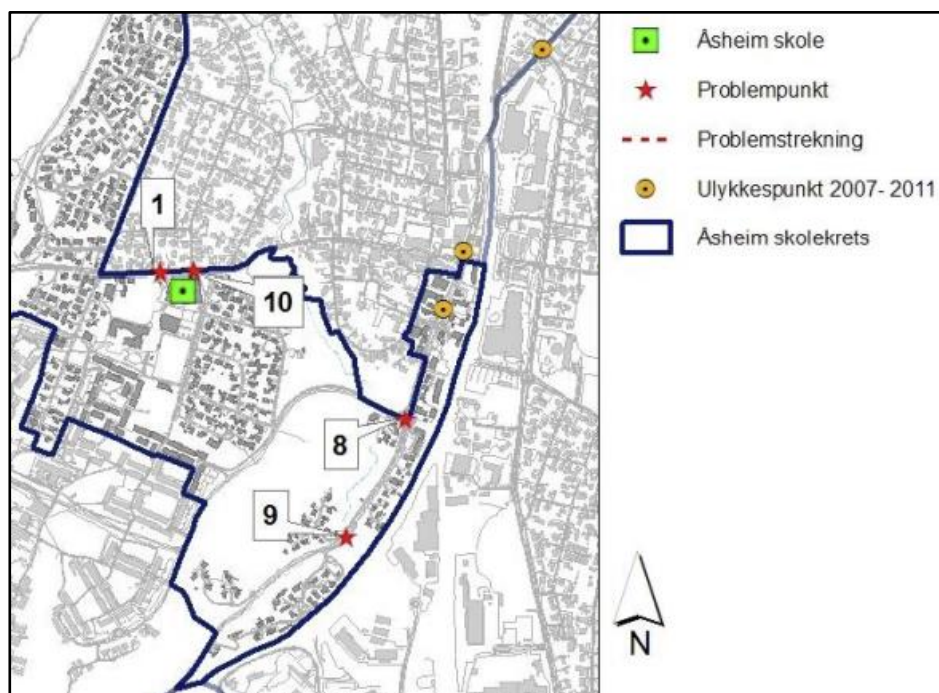 1
10
8
9
Åsheim skole
Problempunkt
Problemstrekning
Ulykkespunkt 2007- 2011
Åsheim skolekrets
N